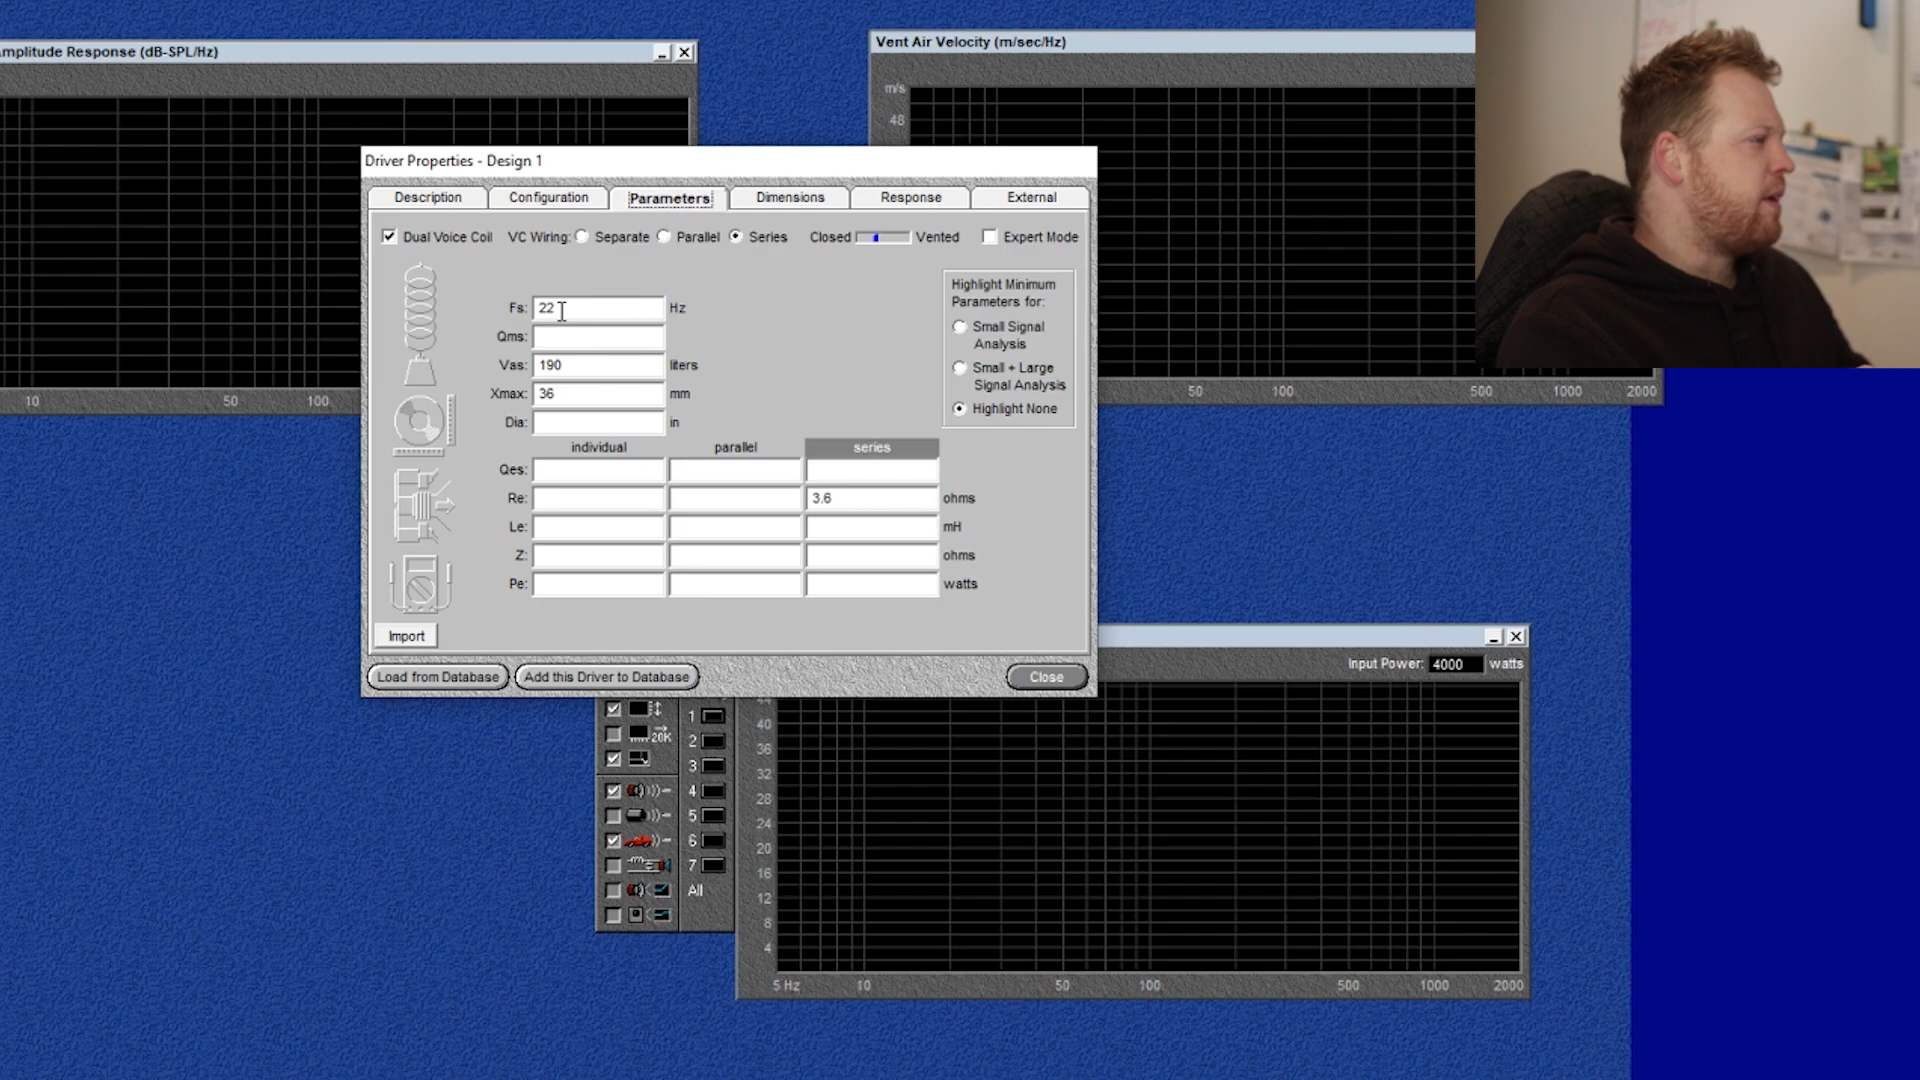 Amplitude Response (dB-SPL/Hz)
Vent Air Velocity (m/sec/Hz)
m/s
48
10 50 100
50 100 500 1000 2000
Driver Properties - Design 1
Description Configuration Parameters Dimensions Response External
Dual Voice Coil VC Wiring: Separate Parallel Series Closed Vented Expert Mode
Highlight Minimum
Parameters for:
Small Signal
Analysis
Small + Large
Signal Analysis
Highlight None
Fs: 22 Hz
Qms:
Vas: 190 liters
Xmax: 36 mm
Dia: in
individual parallel series
Qes:
Re: 3.6 ohms
Le: mH
Z: ohms
Pe: watts
Import
Load from Database Add this Driver to Database Close
Input Power: 4000 watts
20K
1
2
3
4
5
6
7
All
44
40
36
32
28
24
20
16
12
8
4
5 Hz 10 50 100 500 1000 2000